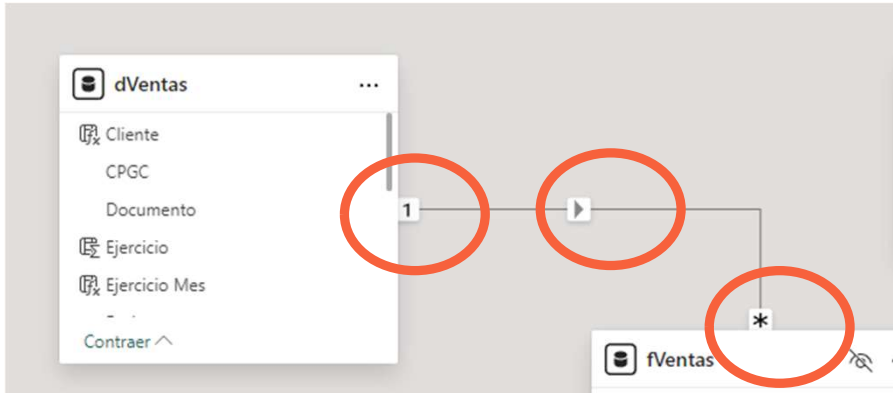 dVentas
Cliente
CPGC
Documento
Ejercicio
Ejercicio Mes
Contraer
1
*
fVentas